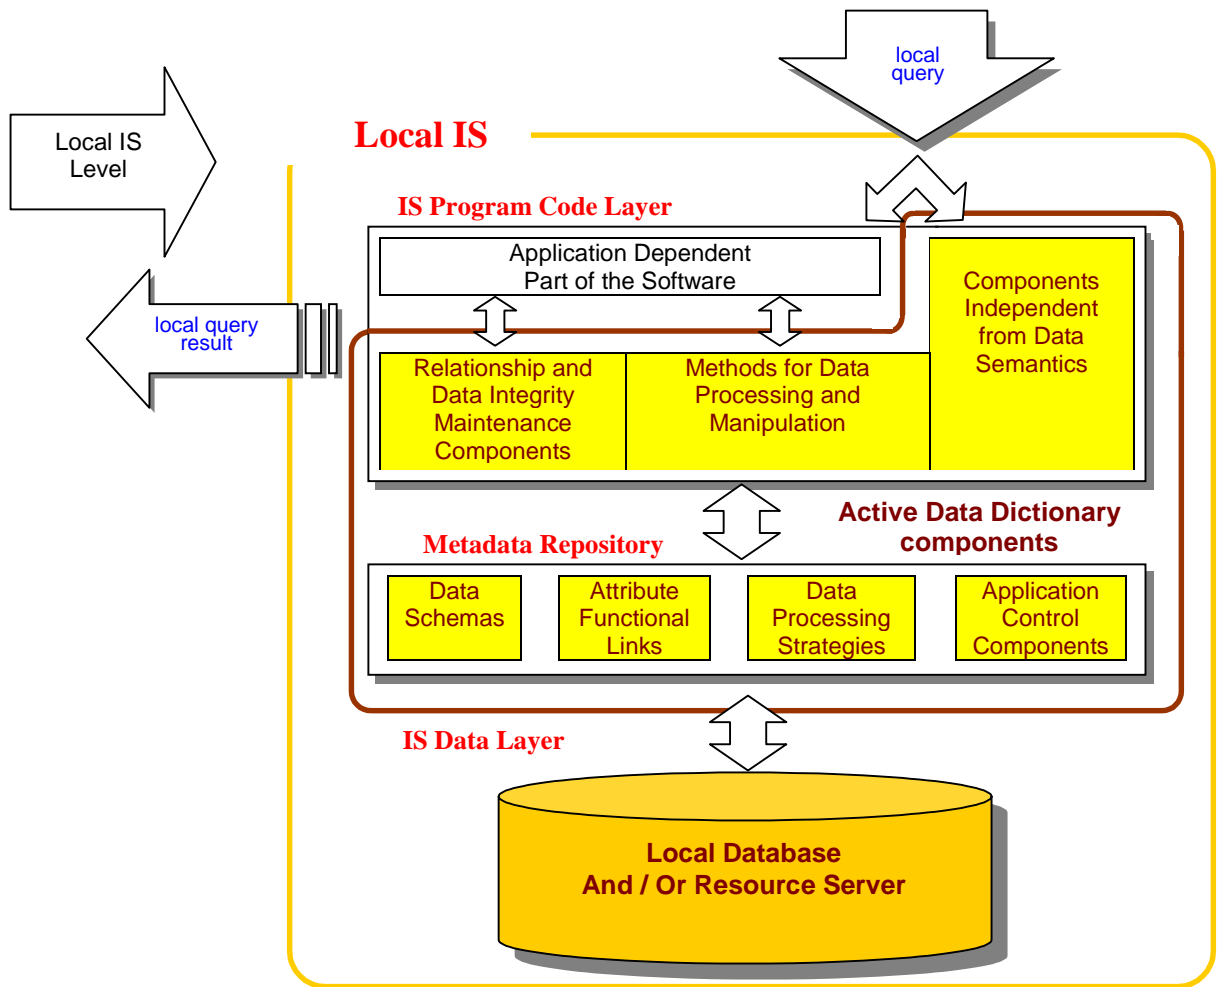 local
query
Local IS
Level
Local IS
IS Program Code Layer
Application Dependent
Part of the Software
Components
Independent
from Data
Semantics
local query
result
Relationship and
Data Integrity
Maintenance
Components
Methods for Data
Processing and
Manipulation
Active Data Dictionary
components
Metadata Repository
Data
Schemas
Attribute
Functional
Links
Data
Processing
Strategies
Application
Control
Components
IS Data Layer
Local Database
And / Or Resource Server